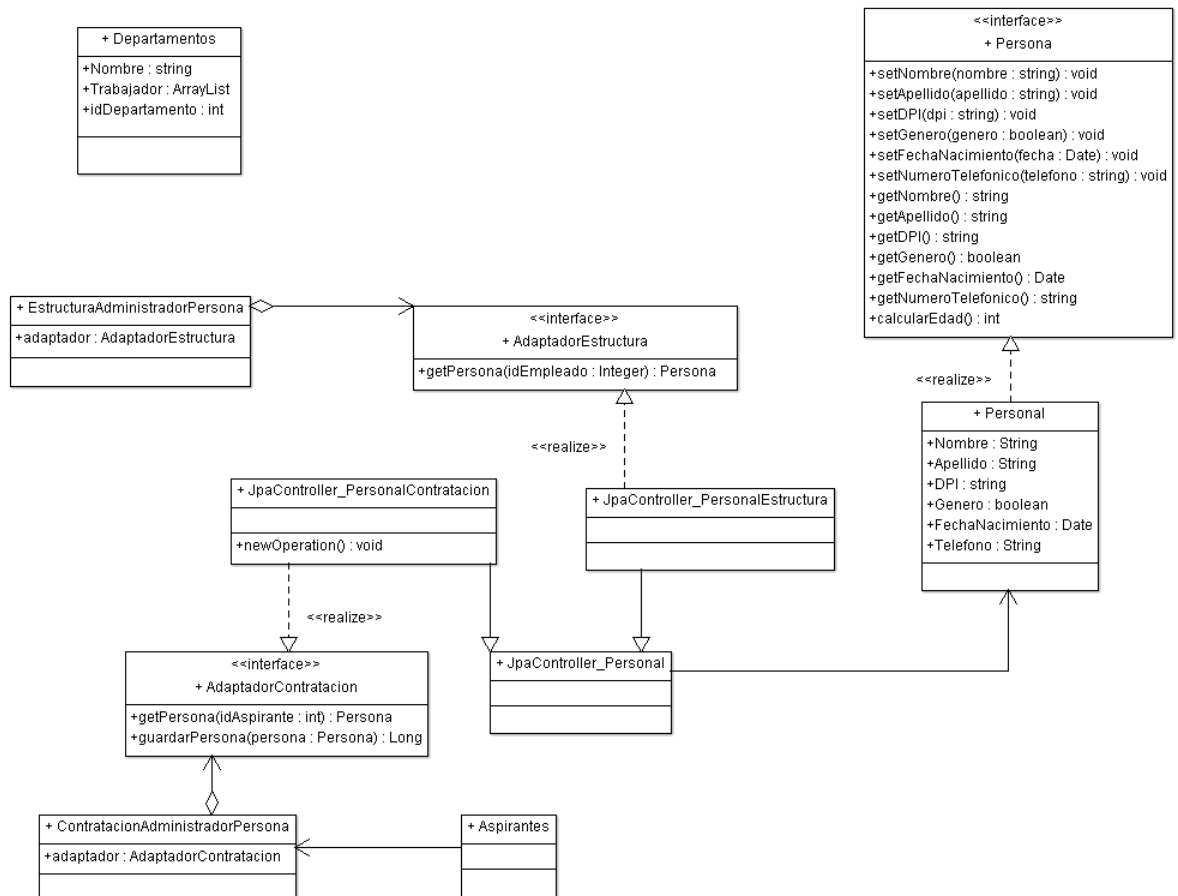 + Departamentos
+Nombre : string
+Trabajador : ArrayList
+idDepartamento : int
<<interface>>
+ Persona
+setNombre(nombre : string) : void
+setApellido(apellido : string) : void
+setDPI(dpi : string) : void
+setGenero(genero : boolean) : void
+setFechaNacimiento(fecha : Date) : void
+setNumeroTelefonico(telefono : string) : void
+getNombre() : string
+getApellido() : string
+getDPI() : string
+getGenero() : boolean
+getFechaNacimiento() : Date
+getNumeroTelefonico() : string
+calcularEdad() : int
+ EstructuraAdministradorPersona
+adaptador : AdaptadorEstructura
<<interface>>
+ AdaptadorEstructura
+getPersona(idEmpleado : Integer) : Persona
<<realize>>
+ Personal
+Nombre : String
+Apellido : String
+DPI : string
+Genero : boolean
+FechaNacimiento : Date
+Telefono : String
<<realize>>
+ JpaController_PersonalContratacion
+newOperation() : void
+ JpaController_PersonalEstructura
<<realize>>
<<interface>>
+ AdaptadorContratacion
+getPersona(idAspirante : int) : Persona
+guardarPersona(persona : Persona) : Long
+ JpaController_Personal
+ ContratacionAdministradorPersona
+adaptador : AdaptadorContratacion
+ Aspirantes